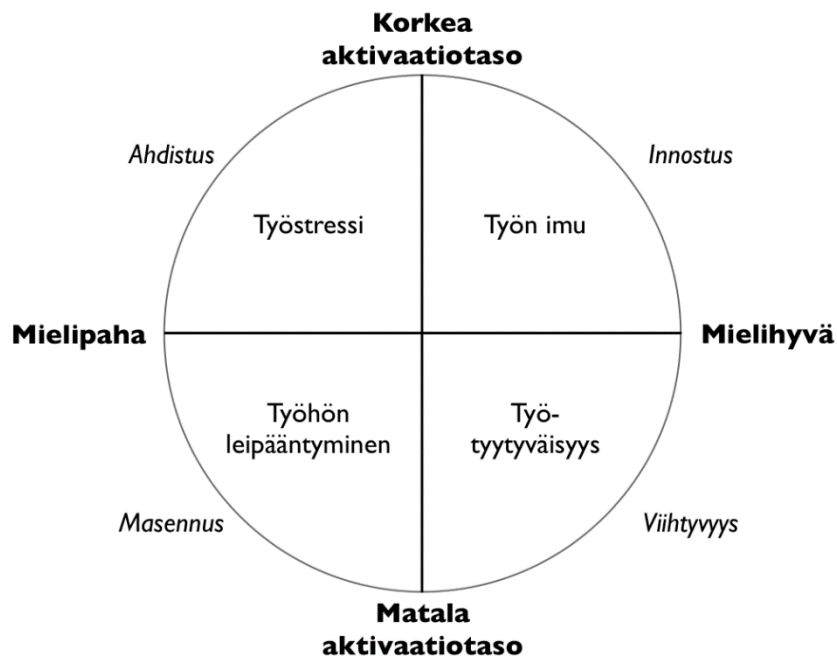 Korkea
aktivaatiotaso
Ahdistus
Innostus
Työstressi
Työn imu
Mielipaha
Mielihyvä
Työhön
leipääntyminen
Työ-
tyytyväisyys
Masennus
Viihtyvyys
Matala
aktivaatiotaso